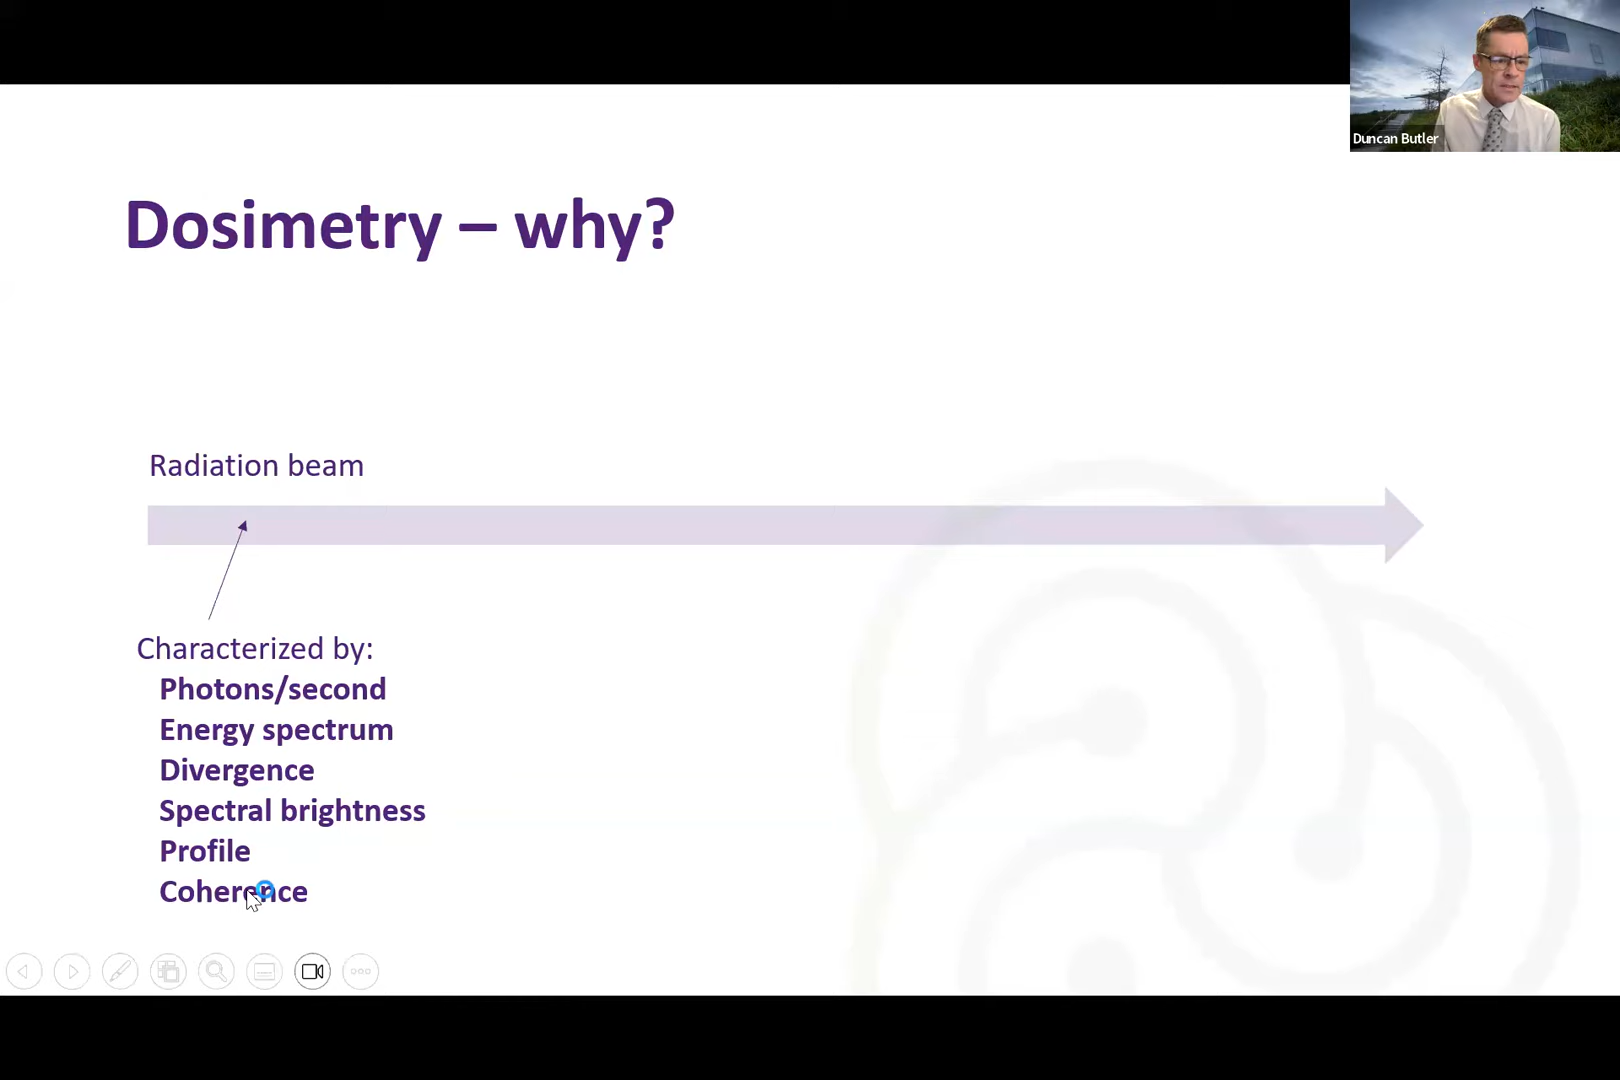 Duncan Butler
Dosimetry – why?
Radiation beam
Characterized by:
Photons/second
Energy spectrum
Divergence
Spectral brightness
Profile
Coherence